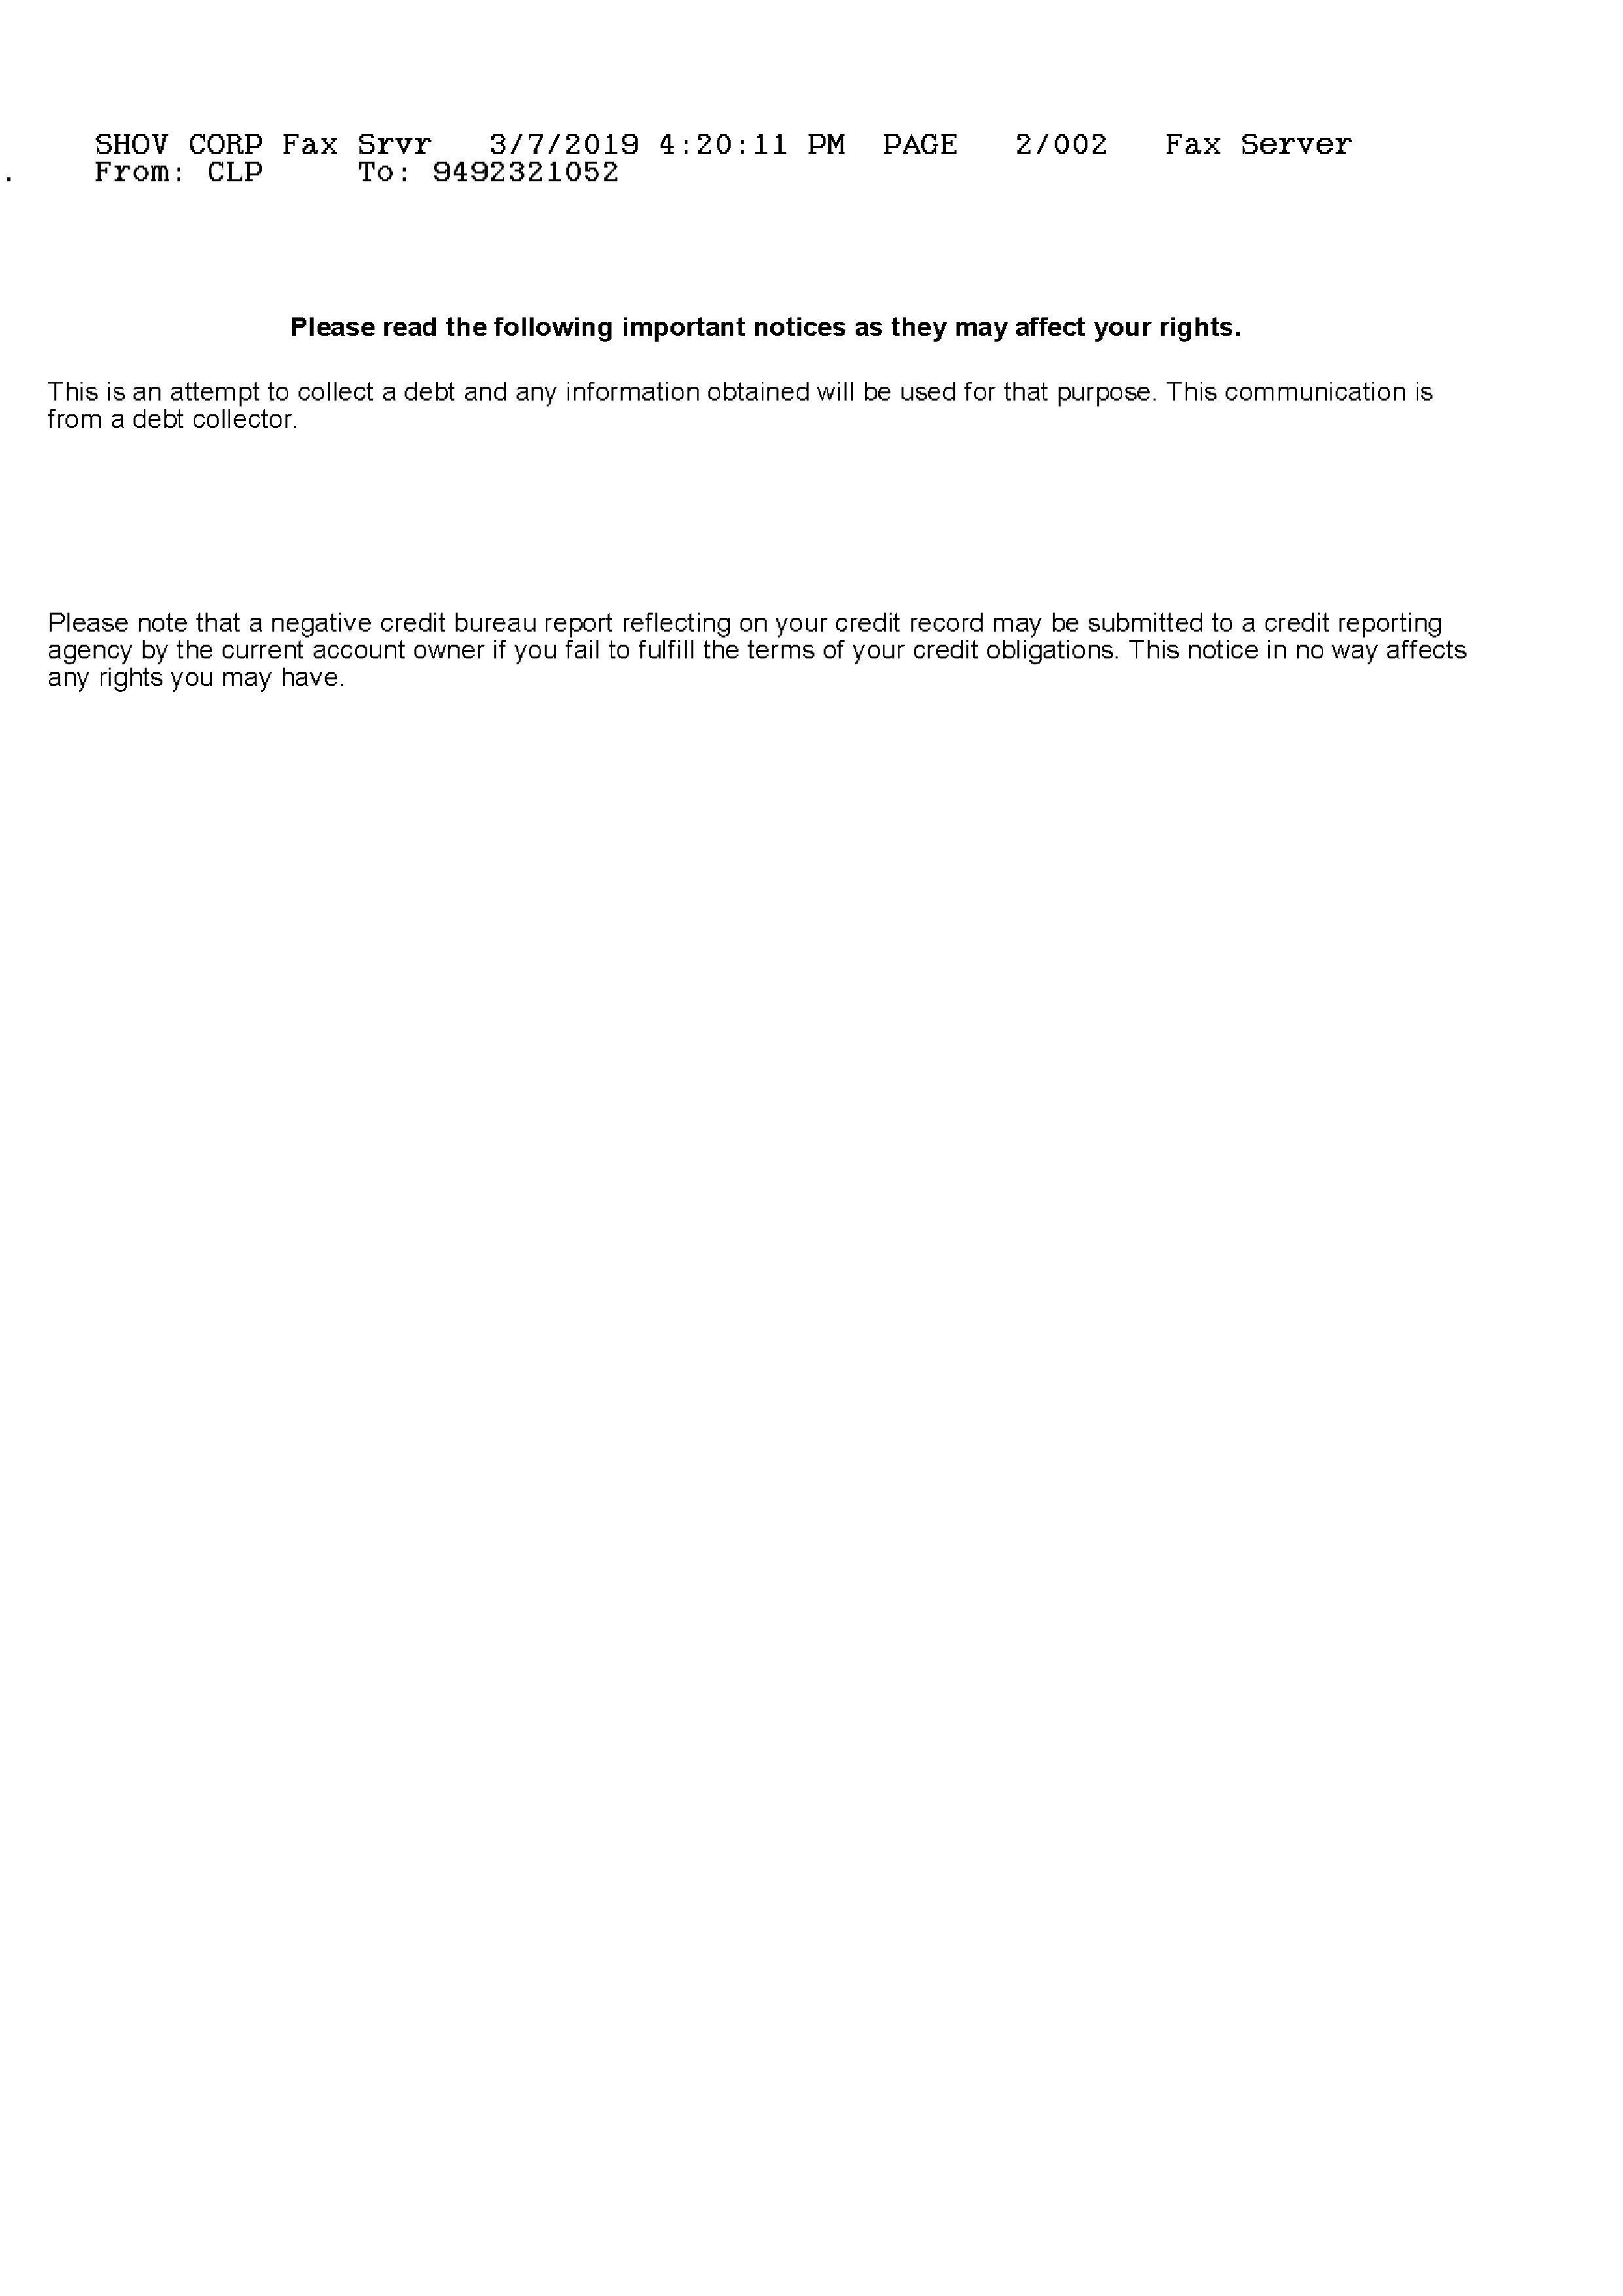 SHOV CORP Fax Srvr 3/7/2019 4:20:11 PM PAGE 2/002 Fax Server
. From: CLP To: 9492321052
Please read the following important notices as they may affect your rights.
This is an attempt to collect a debt and any information obtained will be used for that purpose. This communication is
from a debt collector.
Please note that a negative credit bureau report reflecting on your credit record may be submitted to a credit reporting
agency by the current account owner if you fail to fulfill the terms of your credit obligations. This notice in no way affects
any rights you may have.